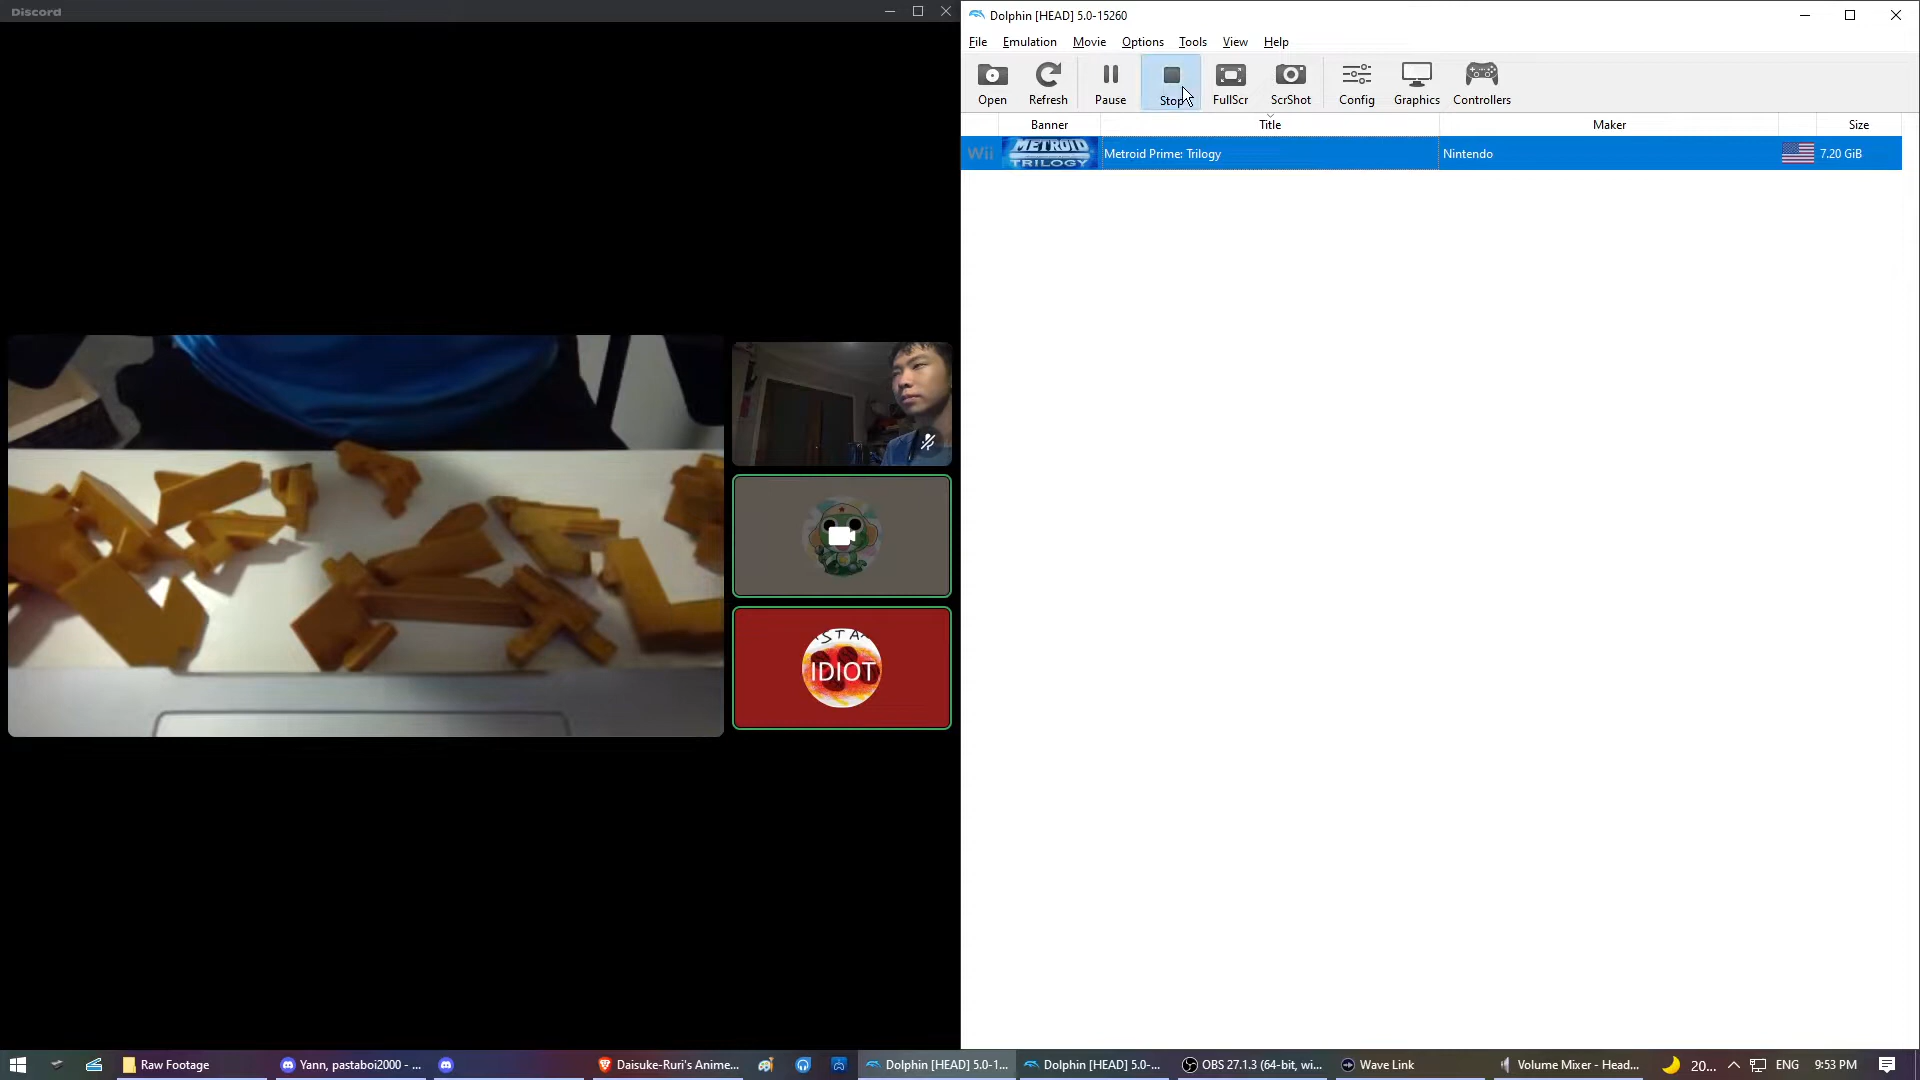 Discord
STA
IDIOT
Dolphin [HEAD] 5.0-15260
File Emulation Movie Options Tools View Help
Open Refresh Pause Stop FullScr ScrShot Config Graphics Controllers
Banner Title Maker Size
Wii METROID TRILOGY Metroid Prime: Trilogy Nintendo 7.20 GiB
Raw Footage Yann, pastaboi2000 - ... Daisuke-Ruri's Anime... Dolphin [HEAD] 5.0-1... Dolphin [HEAD] 5.0-... OBS 27.1.3 (64-bit, wi... Wave Link Volume Mixer - Head... 20... ENG 9:53 PM